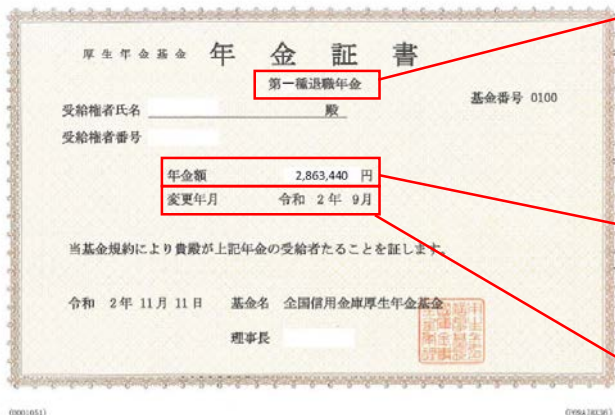 厚生年金基金 年金証書
第一種退職年金
基金番号 0100
受給権者氏名 殿
受給権者番号
年金額 2,863,440 円
変更年月 令和 2年 9月
当基金規約により貴殿が上記年金の受給者たることを証します。
令和 2年11月11日 基金名 全国信用金庫厚生年金基金
理事長
(0001051)